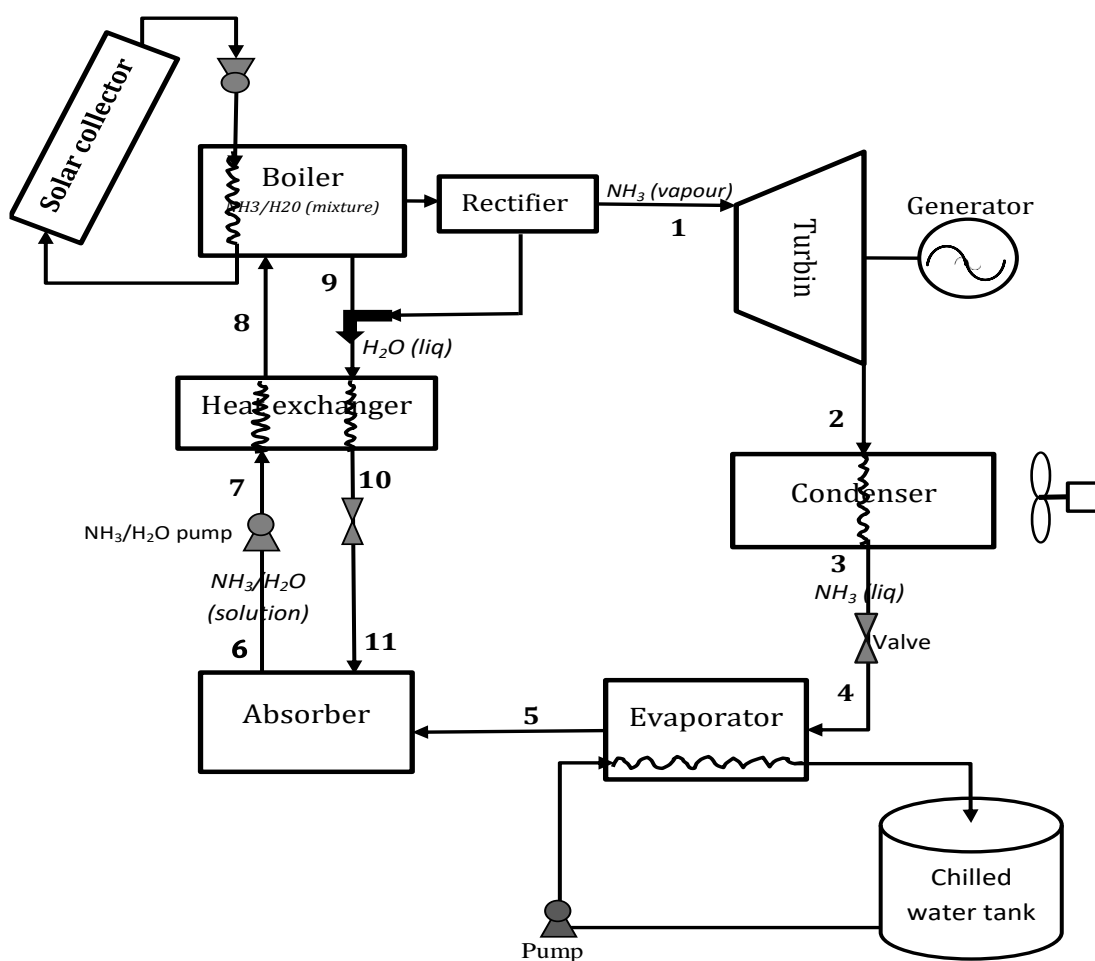 Solar collector
Boiler
NH3/H20 (mixture)
Rectifier
NH₃ (vapour)
1
Turbin
Generator
9
8
H₂O (liq)
Heat exchanger
2
7
10
Condenser
NH₃/H₂O pump
3
NH₃/H₂O
(solution)
NH₃ (liq)
Valve
6
11
4
Absorber
5
Evaporator
Chilled
water tank
Pump